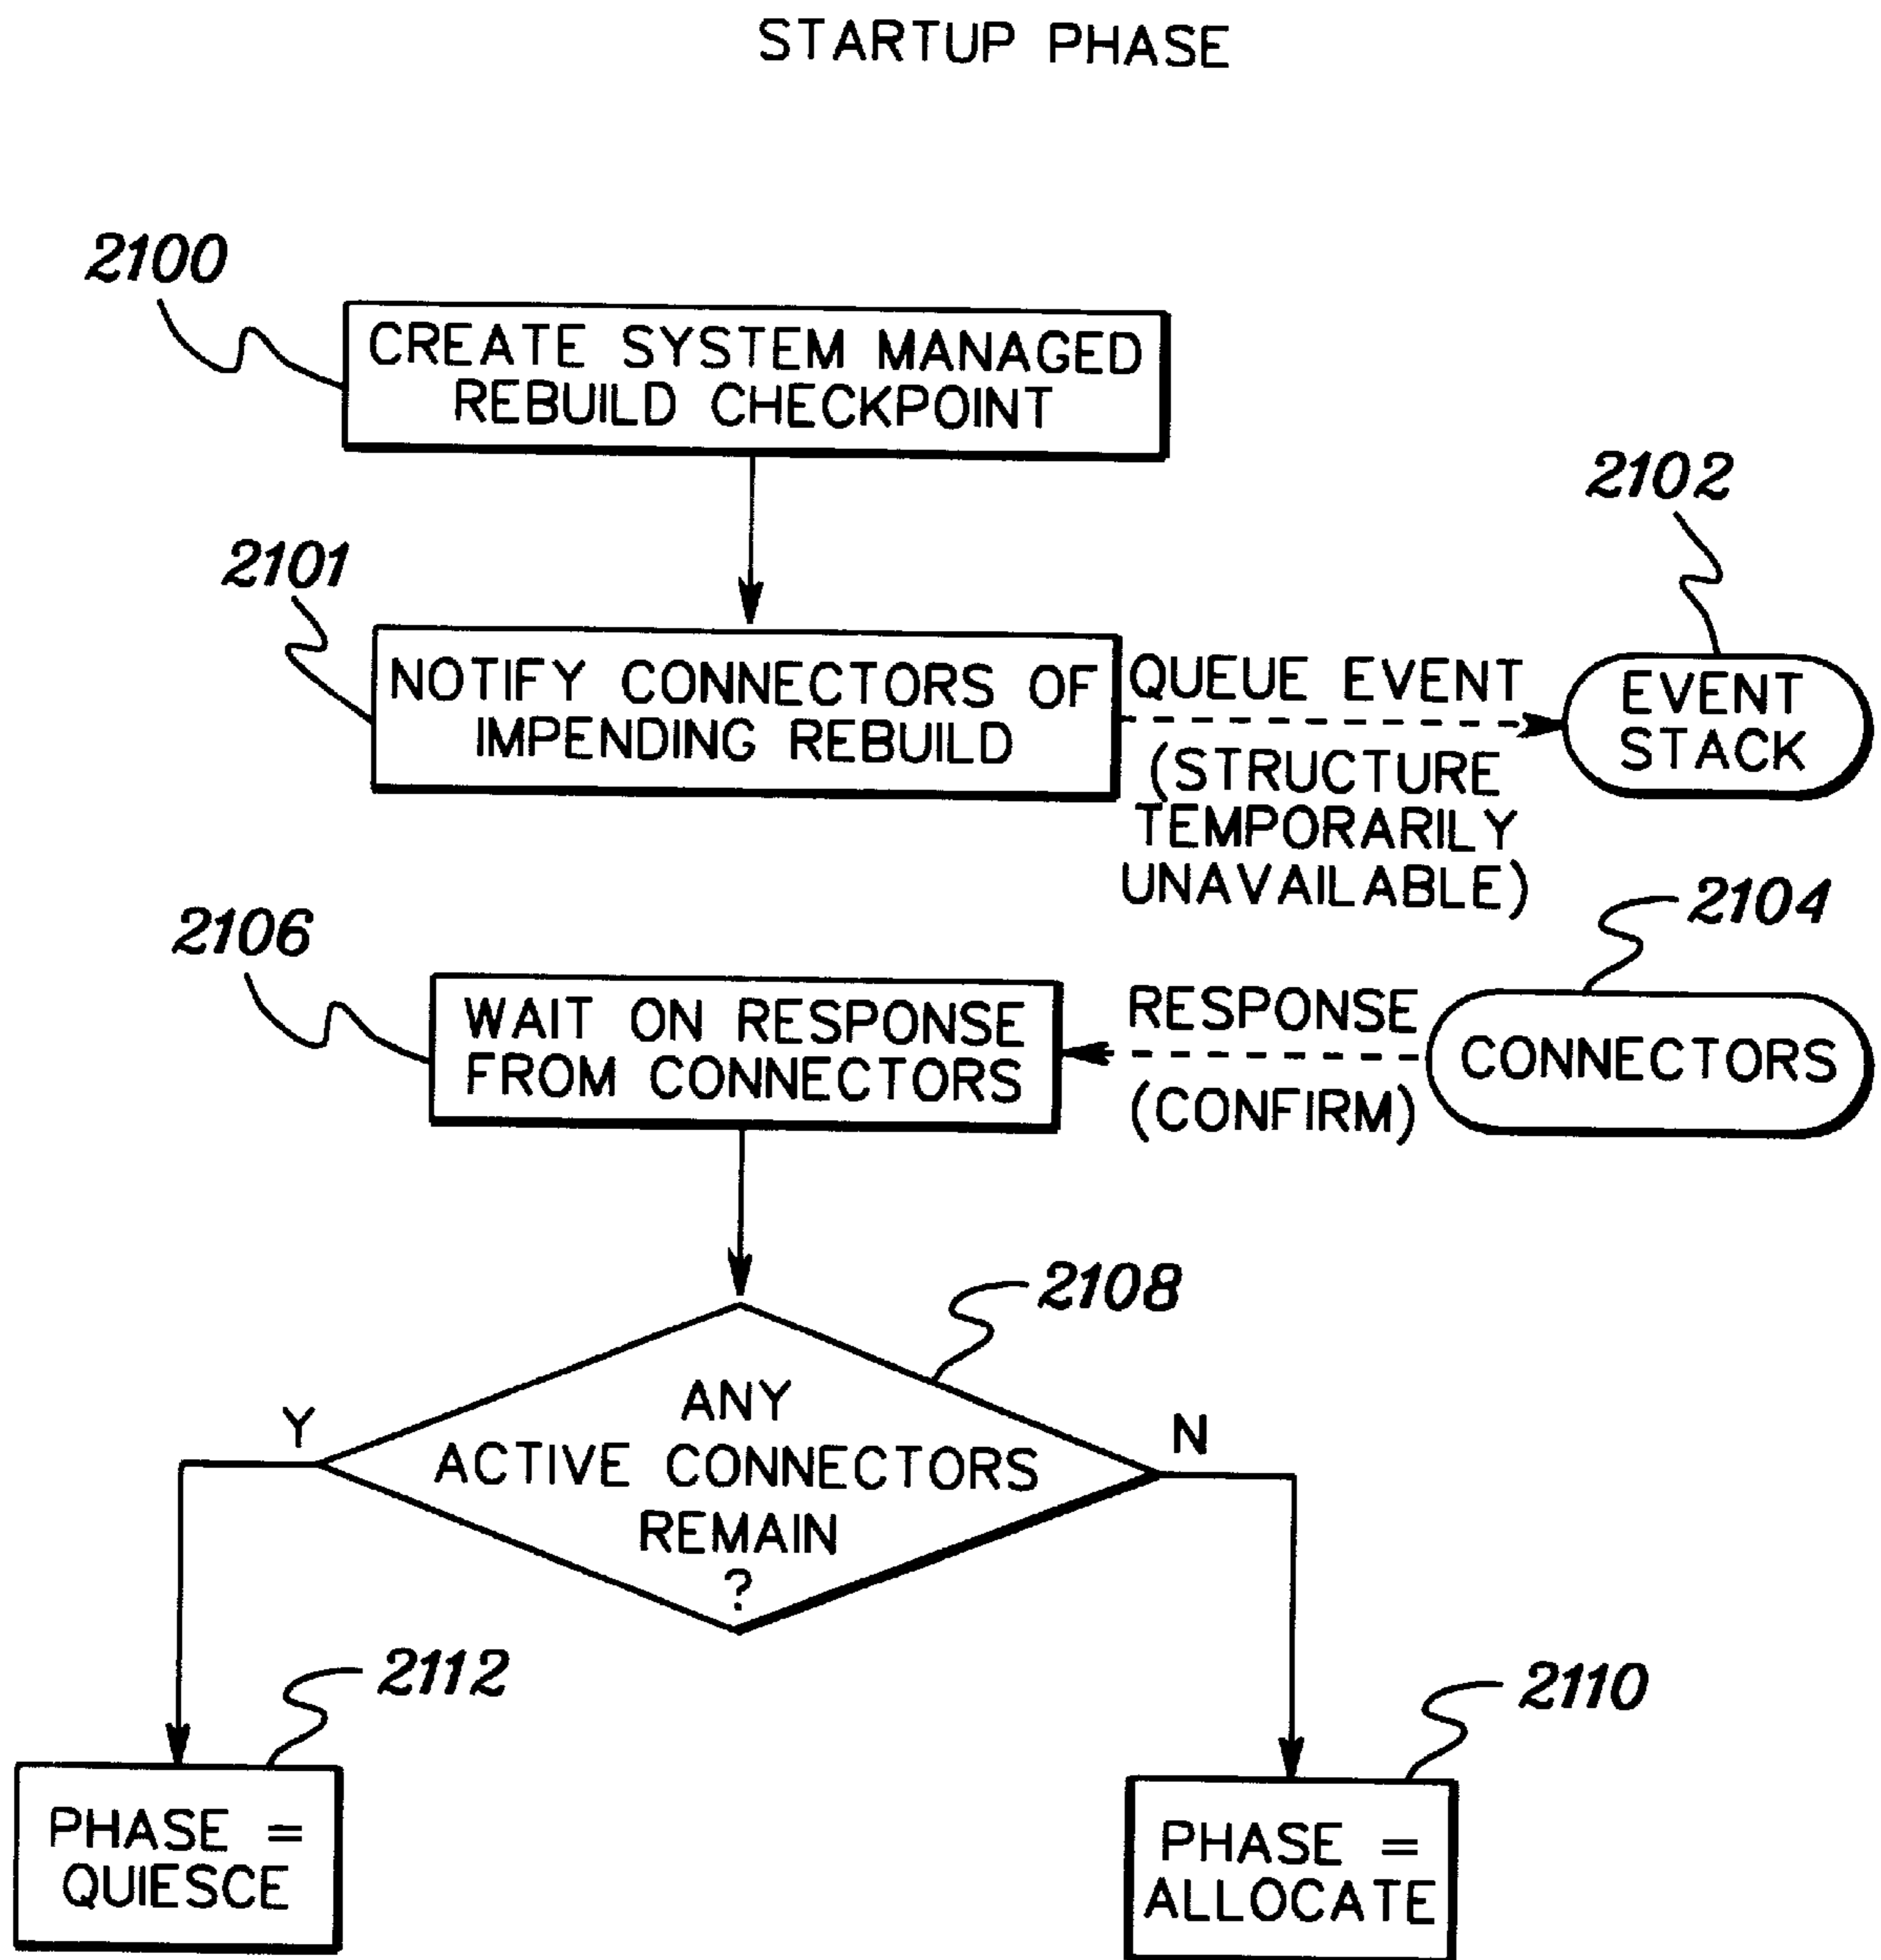 STARTUP PHASE
2100
CREATE SYSTEM MANAGED
REBUILD CHECKPOINT
2102
2101
NOTIFY CONNECTORS OF
IMPENDING REBUILD
QUEUE EVENT
(STRUCTURE
TEMPORARILY
UNAVAILABLE)
EVENT
STACK
2104
2106
WAIT ON RESPONSE
FROM CONNECTORS
RESPONSE
(CONFIRM)
CONNECTORS
2108
ANY
ACTIVE CONNECTORS
REMAIN
?
Y
N
2112
2110
PHASE =
QUIESCE
PHASE =
ALLOCATE